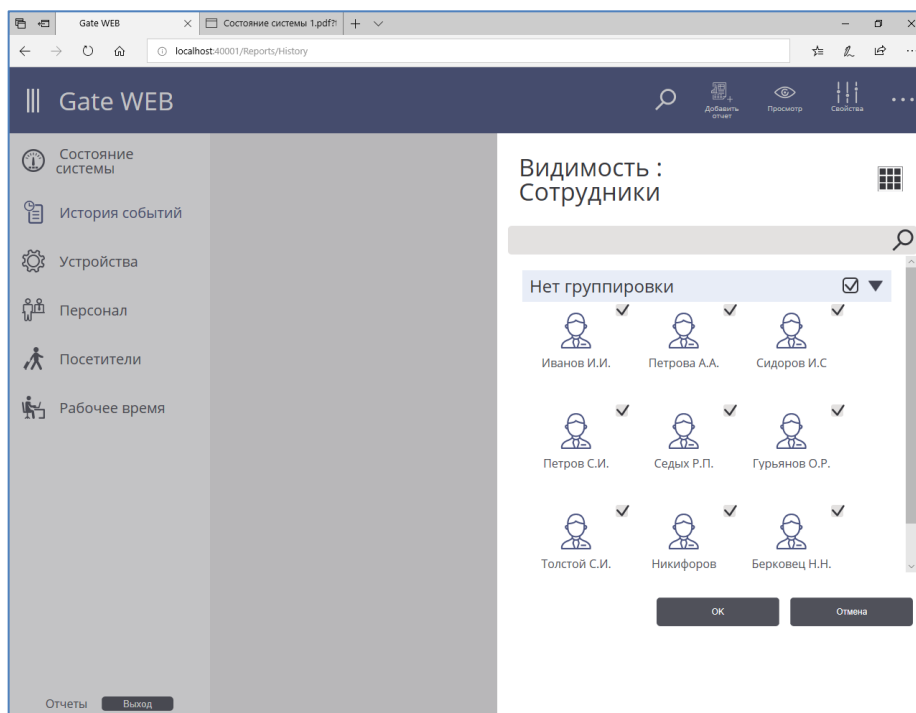 Gate WEB
Состояние системы 1.pdf?
localhost:40001/Reports/History
Gate WEB
Добавить
отчет
Просмотр
Свойства
Состояние
системы
История событий
Устройства
Персонал
Посетители
Рабочее время
Отчеты
Выход
Видимость :
Сотрудники
Нет группировки
Иванов И.И.
Петрова А.А.
Сидоров И.С
Петров С.И.
Седых Р.П.
Гурьянов О.Р.
Толстой С.И.
Никифоров
Берковец Н.Н.
OK
Отмена